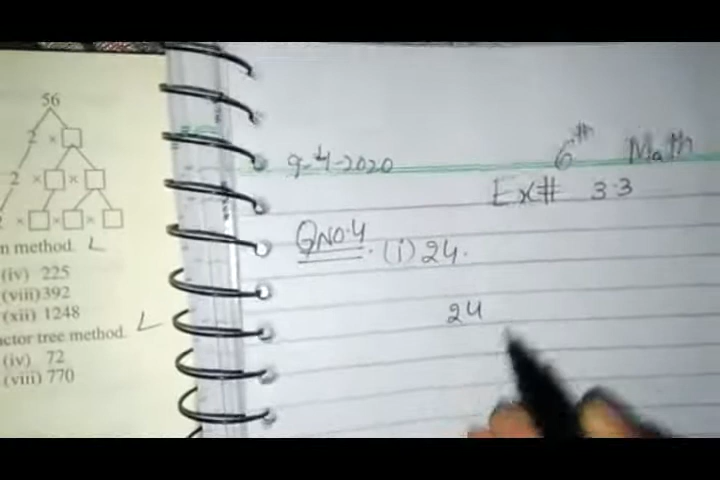 56
2 ×
2 × ×
× × ×
n method. L
(iv) 225
(viii) 392
(xii) 1248
actor tree method. L
(iv) 72
(viii) 770
9-4-2020
6th Math
Ex# 3.3
QNO.4 . (i) 24.
24